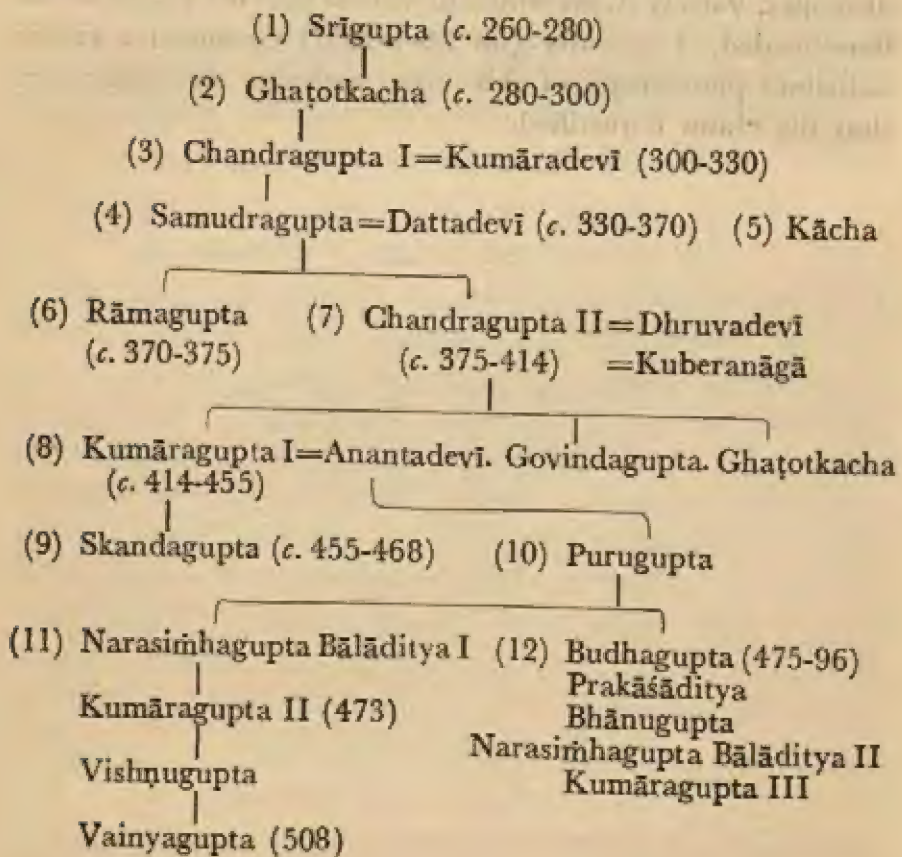 (1) Srīgupta (c. 260-280)
(2) Ghaṭotkacha (c. 280-300)
(3) Chandragupta I=Kumāradevī (300-330)
(4) Samudragupta=Dattadevī (c. 330-370) (5) Kācha
(6) Rāmagupta (7) Chandragupta II=Dhruvadevī
(c. 370-375) (c. 375-414) =Kuberanāgā
(8) Kumāragupta I=Anantadevī. Govindagupta. Ghaṭotkacha
(c. 414-455)
(9) Skandagupta (c. 455-468) (10) Purugupta
(11) Narasiṁhagupta Bālāditya I (12) Budhagupta (475-96)
Prakāśāditya
Kumāragupta II (473)
Bhānugupta
Narasiṁhagupta Bālāditya II
Vishṇugupta
Kumāragupta III
Vainyagupta (508)